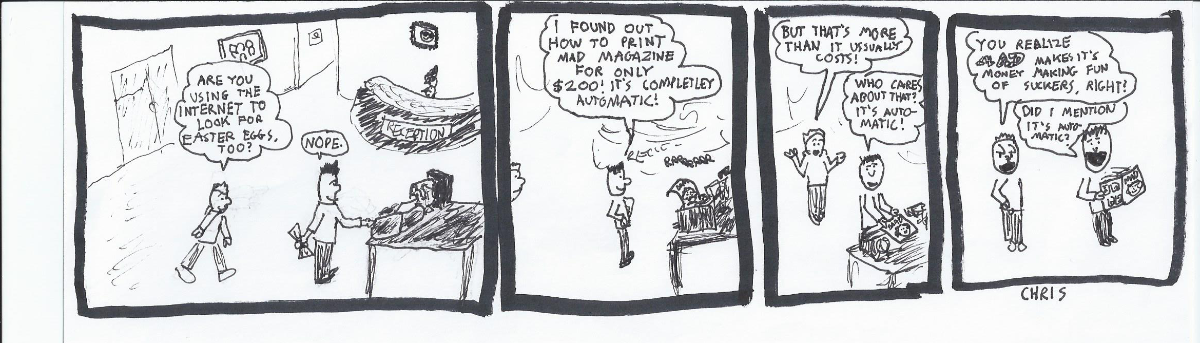 ARE YOU
USING THE
INTERNET TO
LOOK FOR
EASTER EGGS,
TOO?
NOPE.
RECEPTION
I FOUND OUT
HOW TO PRINT
MAD MAGAZINE
FOR ONLY
$200! IT'S COMPLETLEY
AUTOMATIC!
BUT THAT'S MORE
THAN IT USUALLY
COSTS!
WHO CARES
ABOUT THAT?
IT'S AUTO-
MATIC!
YOU REALIZE
MAD MAKES IT'S
MONEY MAKING FUN
OF SUCKERS, RIGHT?
DID I MENTION
IT'S AUTO-
MATIC?
CHRIS